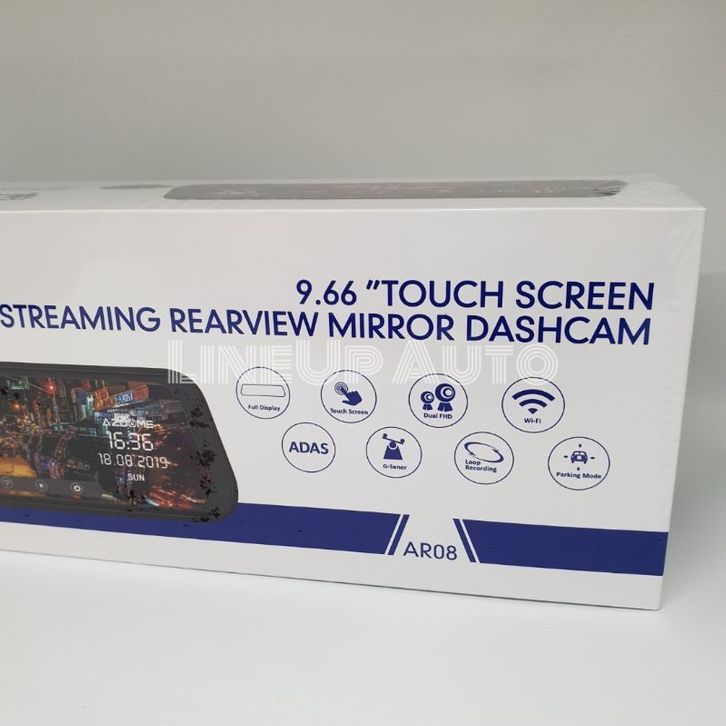 9.66 "TOUCH SCREEN
STREAMING REARVIEW MIRROR DASHCAM
LINEUP AUTO
Full Display
Touch Screen
Dual FHD
Wi-Fi
ADAS
G-Senor
Loop
Recording
Parking Mode
AZDOME
16:36
18.08.2019
SUN
AR08